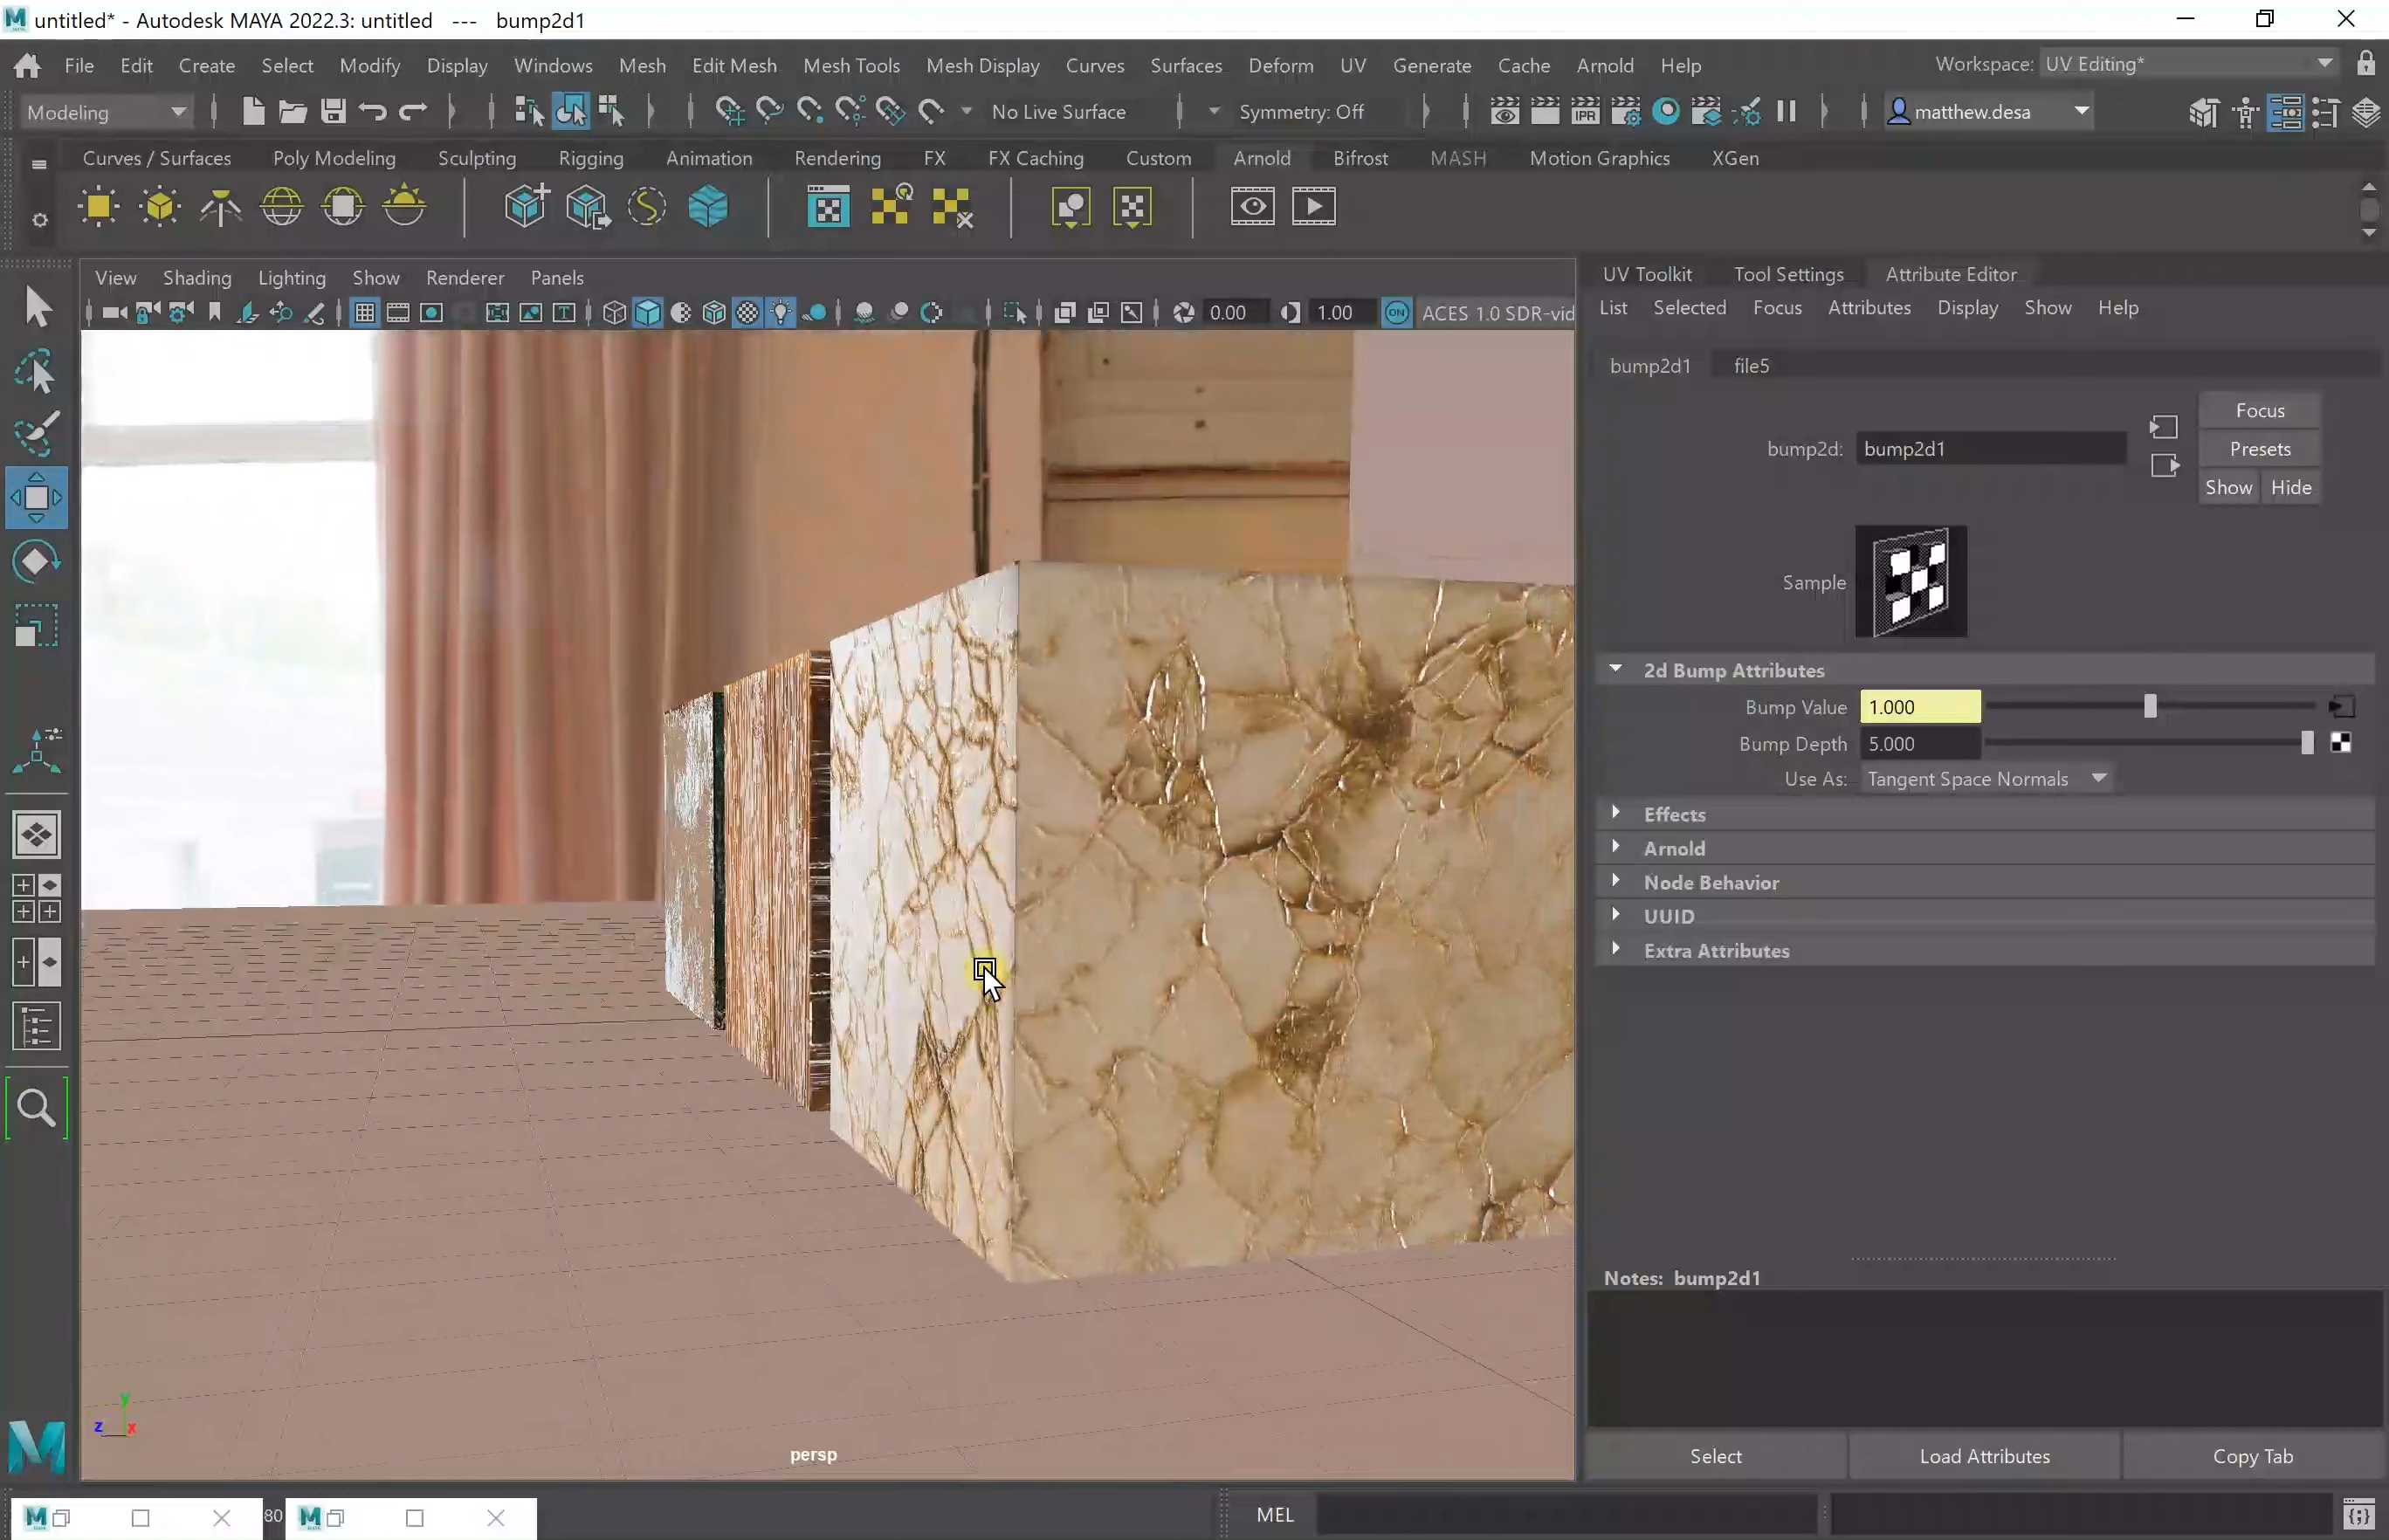 untitled* - Autodesk MAYA 2022.3: untitled --- bump2d1
File Edit Create Select Modify Display Windows Mesh Edit Mesh Mesh Tools Mesh Display Curves Surfaces Deform UV Generate Cache Arnold Help
Workspace: UV Editing*
Modeling
No Live Surface
Symmetry: Off
IPR
matthew.desa
Curves / Surfaces Poly Modeling Sculpting Rigging Animation Rendering FX FX Caching Custom Arnold Bifrost MASH Motion Graphics XGen
View Shading Lighting Show Renderer Panels
0.00 1.00 ON ACES 1.0 SDR-vid
persp
y
z x
UV Toolkit Tool Settings Attribute Editor
List Selected Focus Attributes Display Show Help
bump2d1 file5
Focus
bump2d: bump2d1
Presets
Show Hide
Sample
2d Bump Attributes
Bump Value 1.000
Bump Depth 5.000
Use As: Tangent Space Normals
Effects
Arnold
Node Behavior
UUID
Extra Attributes
Notes: bump2d1
Select Load Attributes Copy Tab
80
MEL